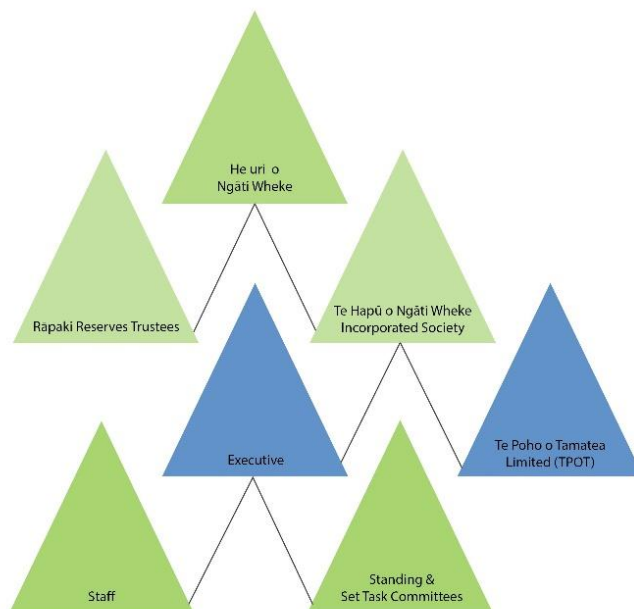 He uri o
Ngāti Wheke
Rāpaki Reserves Trustees
Te Hapū o Ngāti Wheke
Incorporated Society
Executive
Te Poho o Tamatea
Limited (TPOT)
Staff
Standing &
Set Task Committees